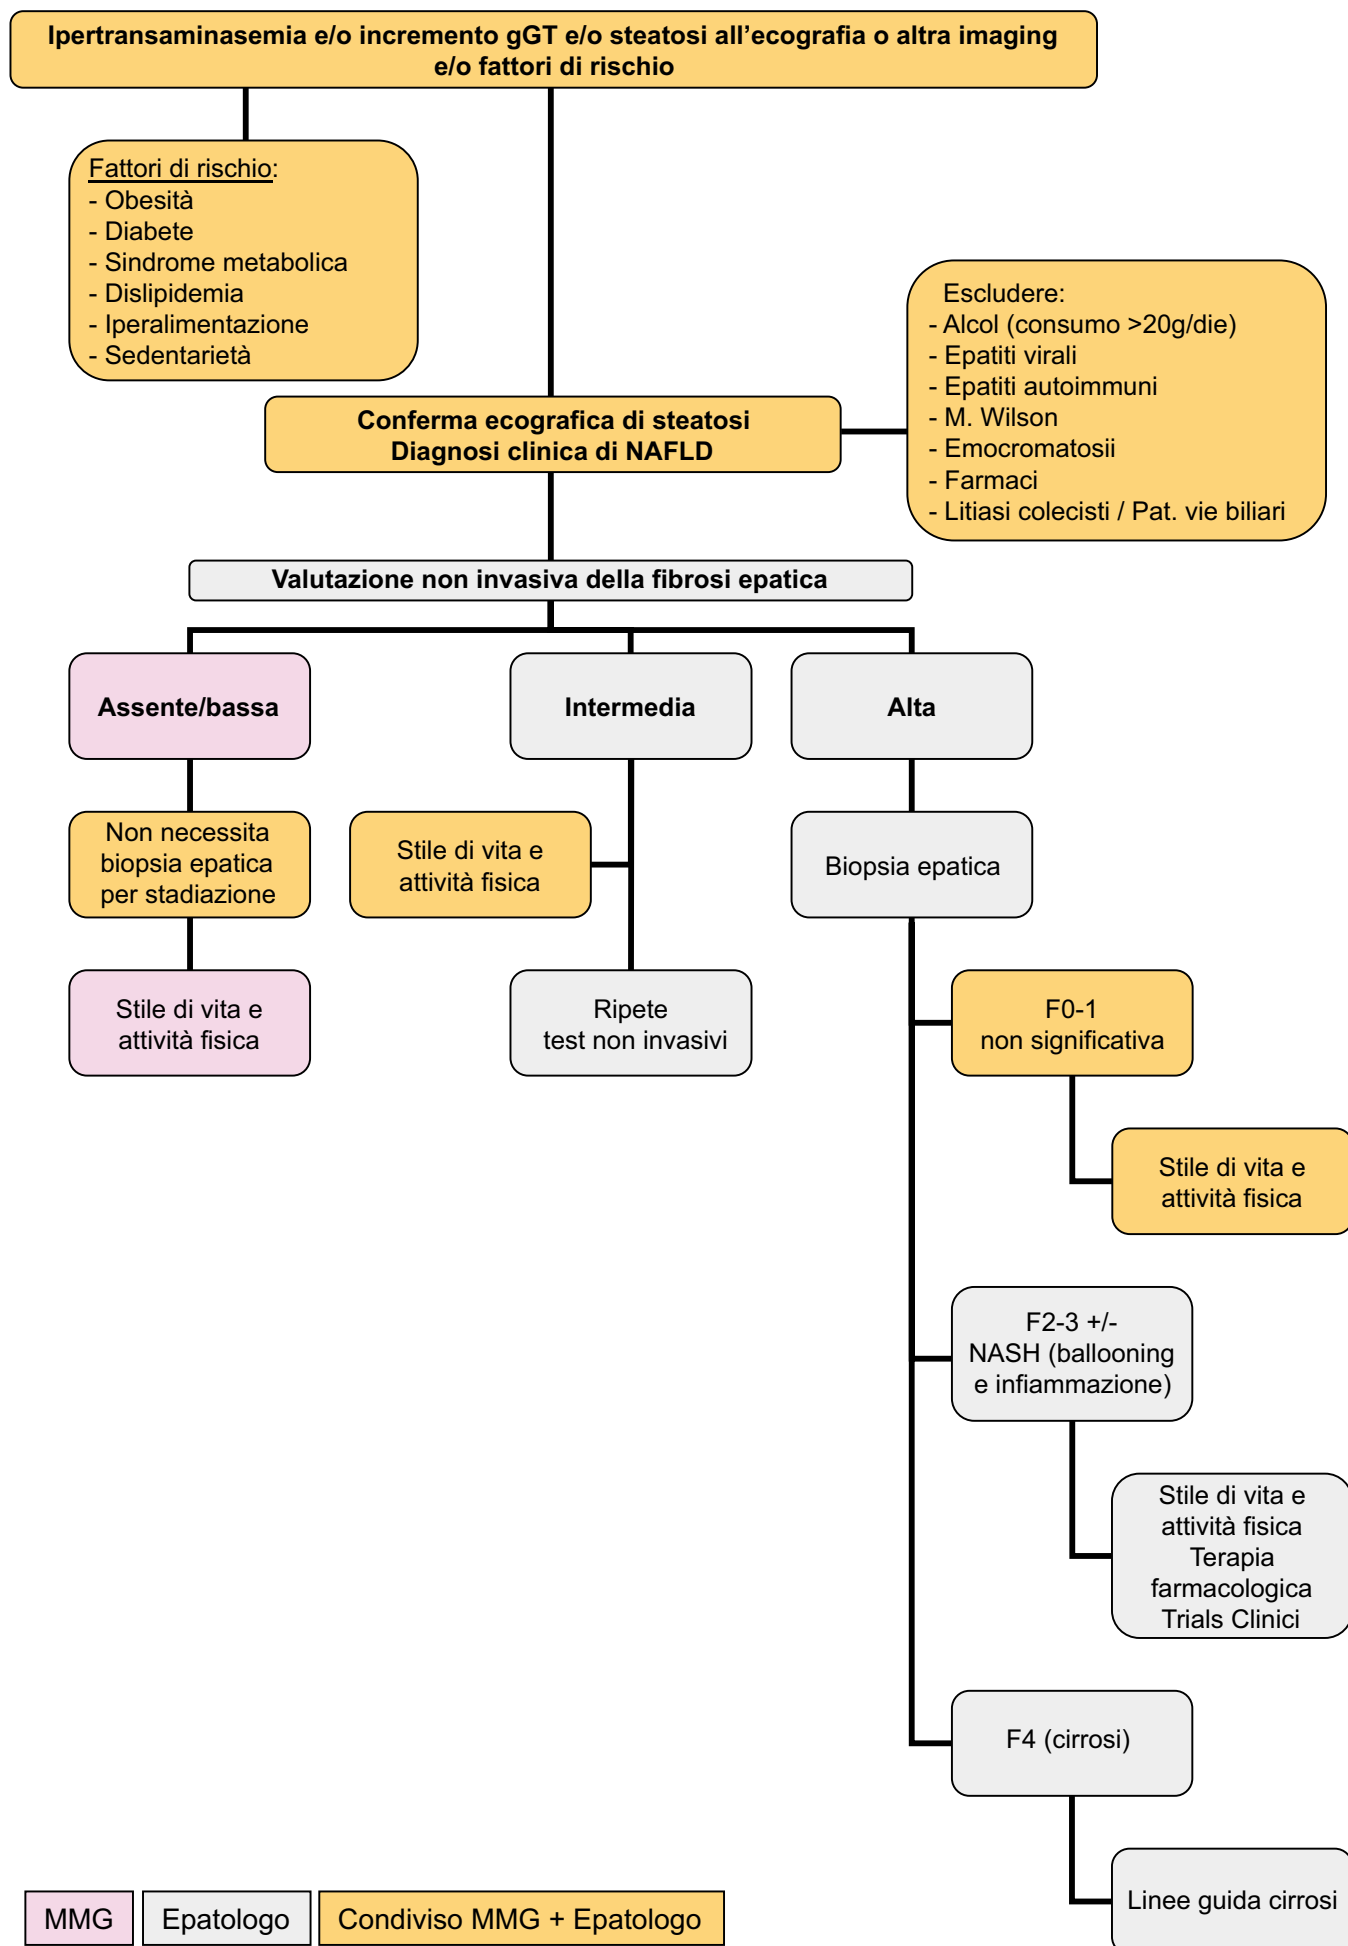 Ipertransaminasemia e/o incremento gGT e/o steatosi all’ecografia o altra imaging
e/o fattori di rischio
Fattori di rischio:
- Obesità
- Diabete
- Sindrome metabolica
- Dislipidemia
- Iperalimentazione
- Sedentarietà
Escludere:
- Alcol (consumo >20g/die)
- Epatiti virali
- Epatiti autoimmuni
- M. Wilson
- Emocromatosii
- Farmaci
- Litiasi colecisti / Pat. vie biliari
Conferma ecografica di steatosi
Diagnosi clinica di NAFLD
Valutazione non invasiva della fibrosi epatica
Assente/bassa
Intermedia
Alta
Non necessita
biopsia epatica
per stadiazione
Stile di vita e
attività fisica
Biopsia epatica
Stile di vita e
attività fisica
Ripete
test non invasivi
F0-1
non significativa
Stile di vita e
attività fisica
F2-3 +/-
NASH (ballooning
e infiammazione)
Stile di vita e
attività fisica
Terapia
farmacologica
Trials Clinici
F4 (cirrosi)
Linee guida cirrosi
MMG
Epatologo
Condiviso MMG + Epatologo